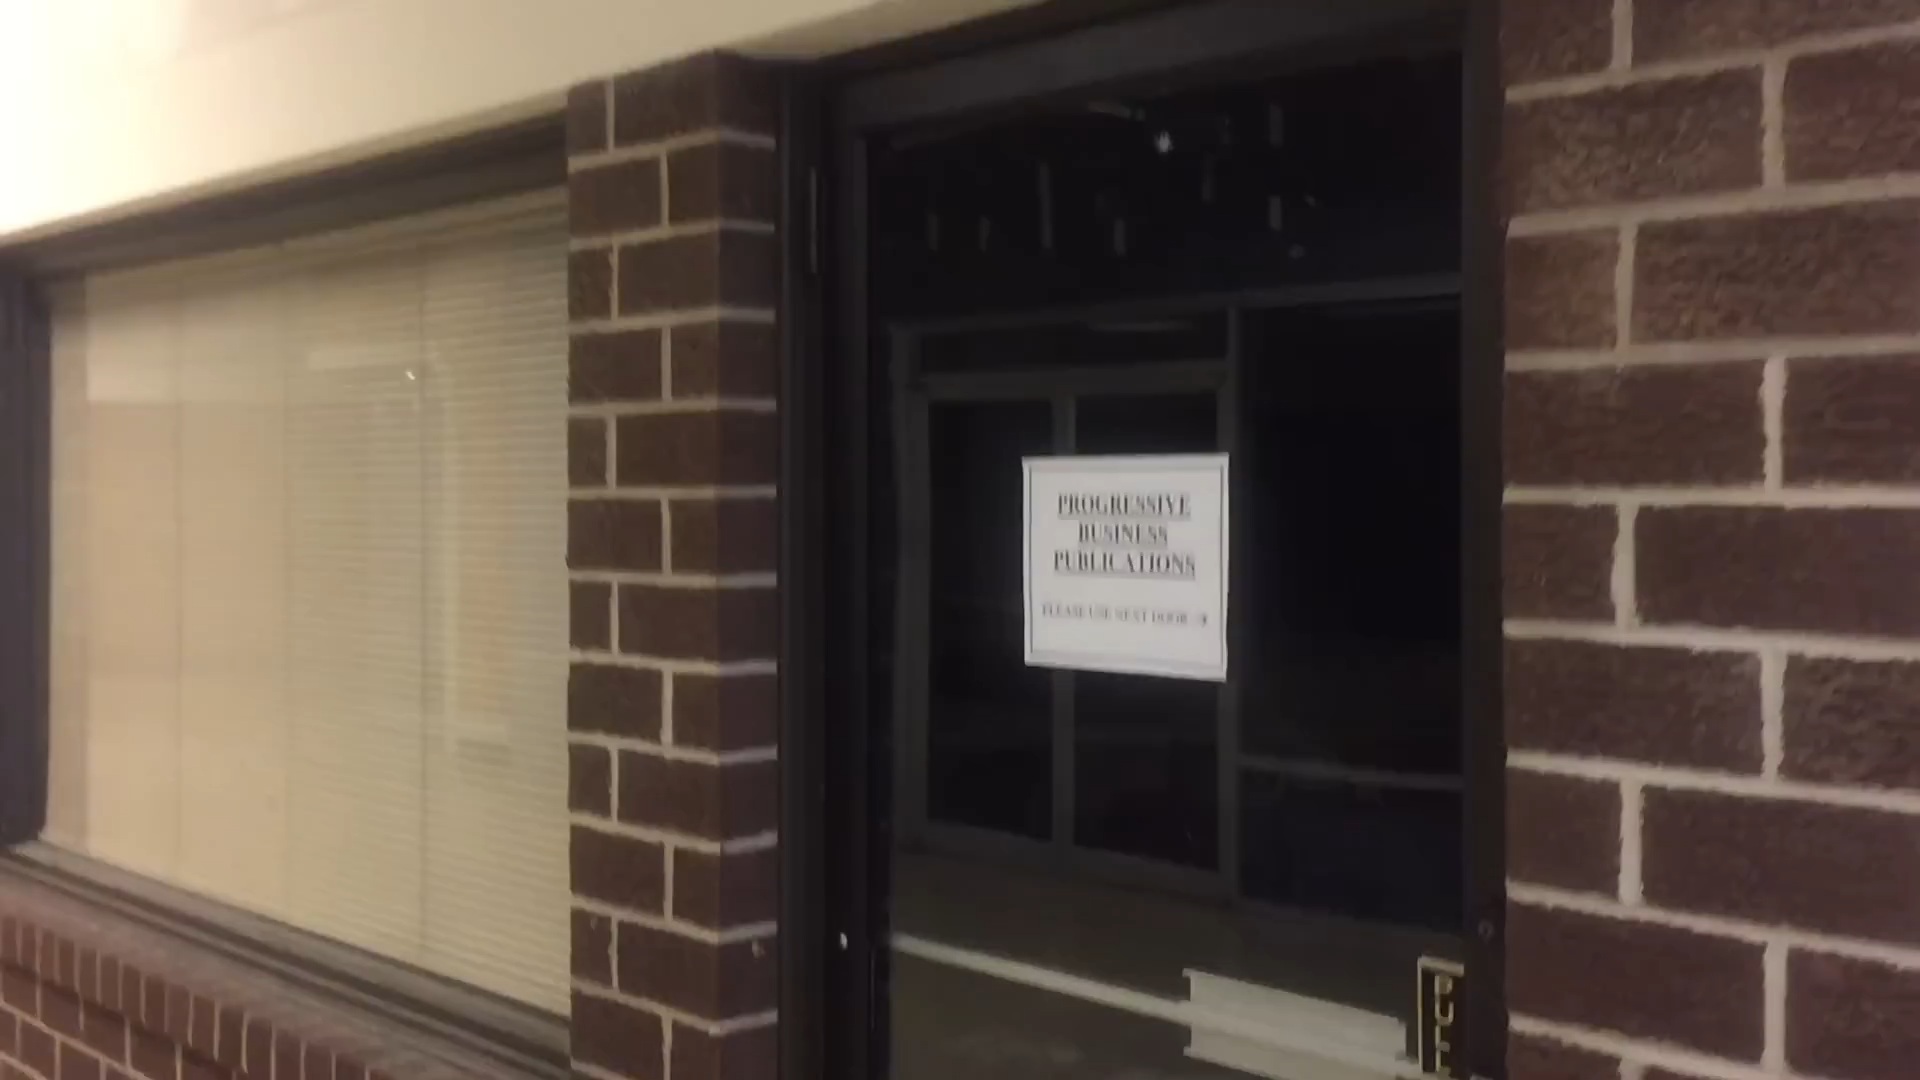 PROGRESSIVE
BUSINESS
PUBLICATIONS
PLEASE USE NEXT DOOR →